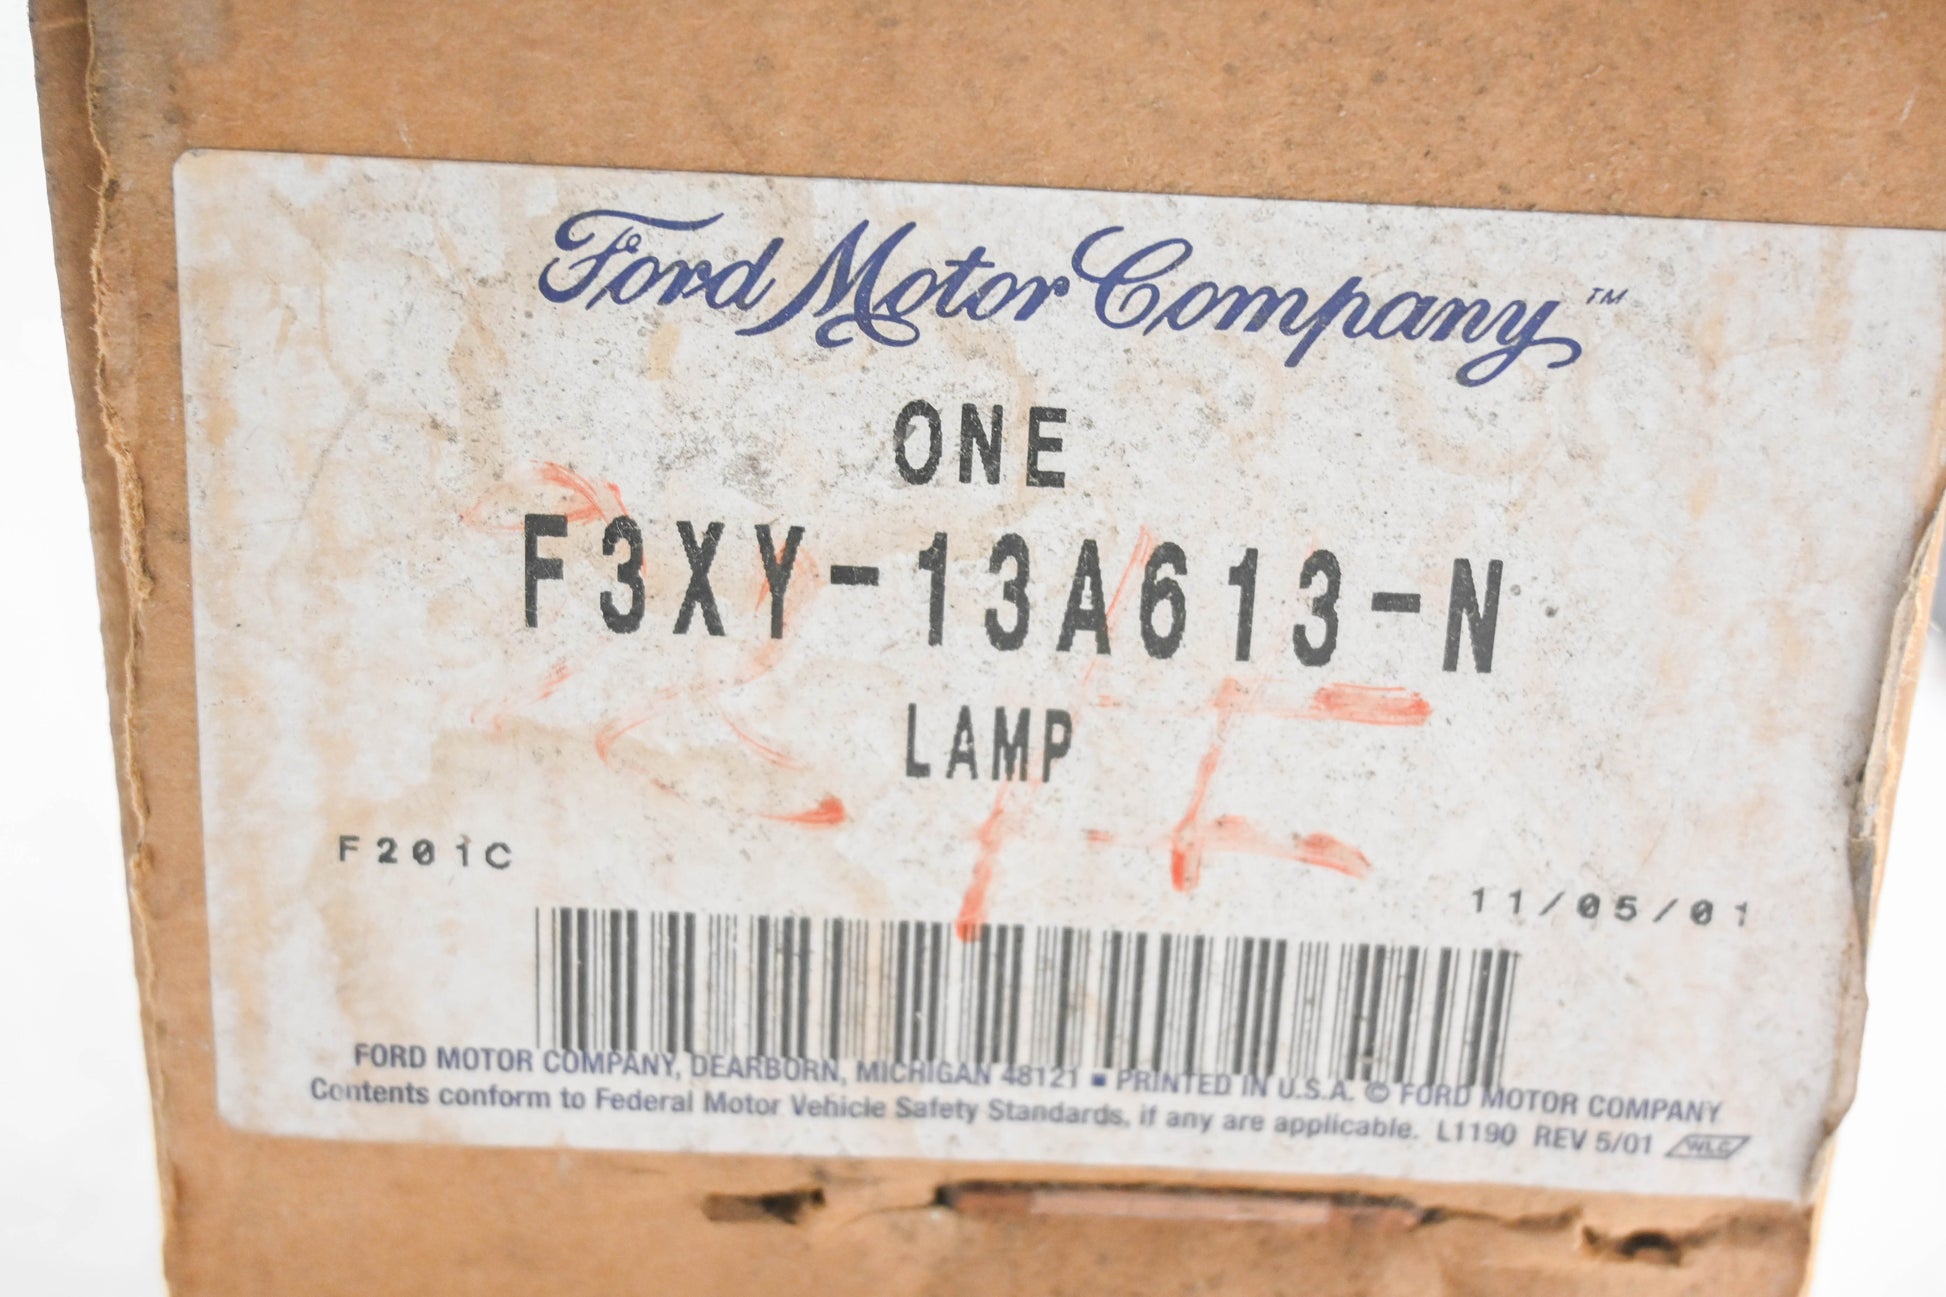 Ford Motor Company™
ONE
F3XY-13A613-N
LAMP
F201C
11/05/01
FORD MOTOR COMPANY, DEARBORN, MICHIGAN 48121 ▪ PRINTED IN U.S.A. © FORD MOTOR COMPANY
Contents conform to Federal Motor Vehicle Safety Standards, if any are applicable. L1190 REV 5/01 WLC